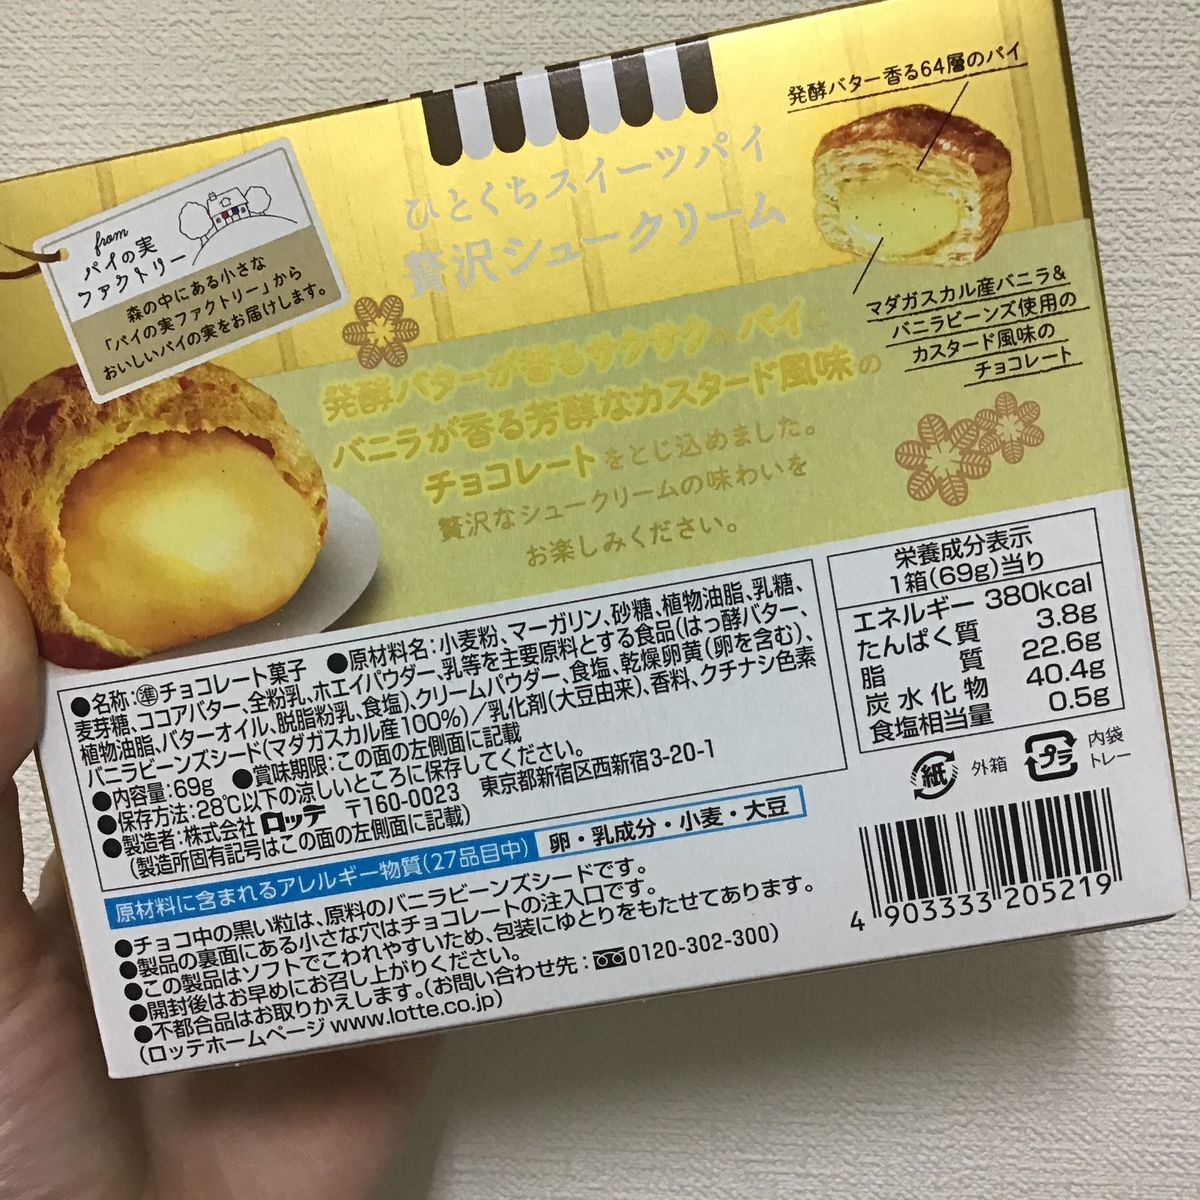 発酵バター香る64層のパイ
ひとくちスイーツパイ
贅沢シュークリーム
from
パイの実
ファクトリー
森の中にある小さな
「パイの実ファクトリー」から
おいしいパイの実をお届けします。
マダガスカル産バニラ&
バニラビーンズ使用の
カスタード風味の
チョコレート
発酵バターが香るサクサクのパイに
バニラが香る芳醇なカスタード風味の
チョコレートをとじ込めました。
贅沢なシュークリームの味わいを
お楽しみください。
●名称:準チョコレート菓子 ●原材料名:小麦粉、マーガリン、砂糖、植物油脂、乳糖、
麦芽糖、ココアバター、全粉乳、ホエイパウダー、乳等を主要原料とする食品(はっ酵バター、
植物油脂、バターオイル、脱脂粉乳、食塩)、クリームパウダー、食塩、乾燥卵黄(卵を含む)、
バニラビーンズシード(マダガスカル産100%)/乳化剤(大豆由来)、香料、クチナシ色素
●内容量:69g ●賞味期限:この面の左側面に記載
●保存方法:28℃以下の涼しいところに保存してください。
●製造者:株式会社 ロッテ 〒160-0023 東京都新宿区西新宿3-20-1
(製造所固有記号はこの面の左側面に記載)
栄養成分表示
1箱(69g)当り
エネルギー 380kcal
たんぱく質 3.8g
脂質 22.6g
炭水化物 40.4g
食塩相当量 0.5g
紙 外箱 プラ 内袋
トレー
原材料に含まれるアレルギー物質(27品目中) 卵・乳成分・小麦・大豆
●チョコ中の黒い粒は、原料のバニラビーンズシードです。
●製品の裏面にある小さな穴はチョコレートの注入口です。
●この製品はソフトでこわれやすいため、包装にゆとりをもたせてあります。
●開封後はお早めにお召し上がりください。
●不都合品はお取りかえします。(お問い合わせ先:0120-302-300)
(ロッテホームページ www.lotte.co.jp)
4 903333 205219